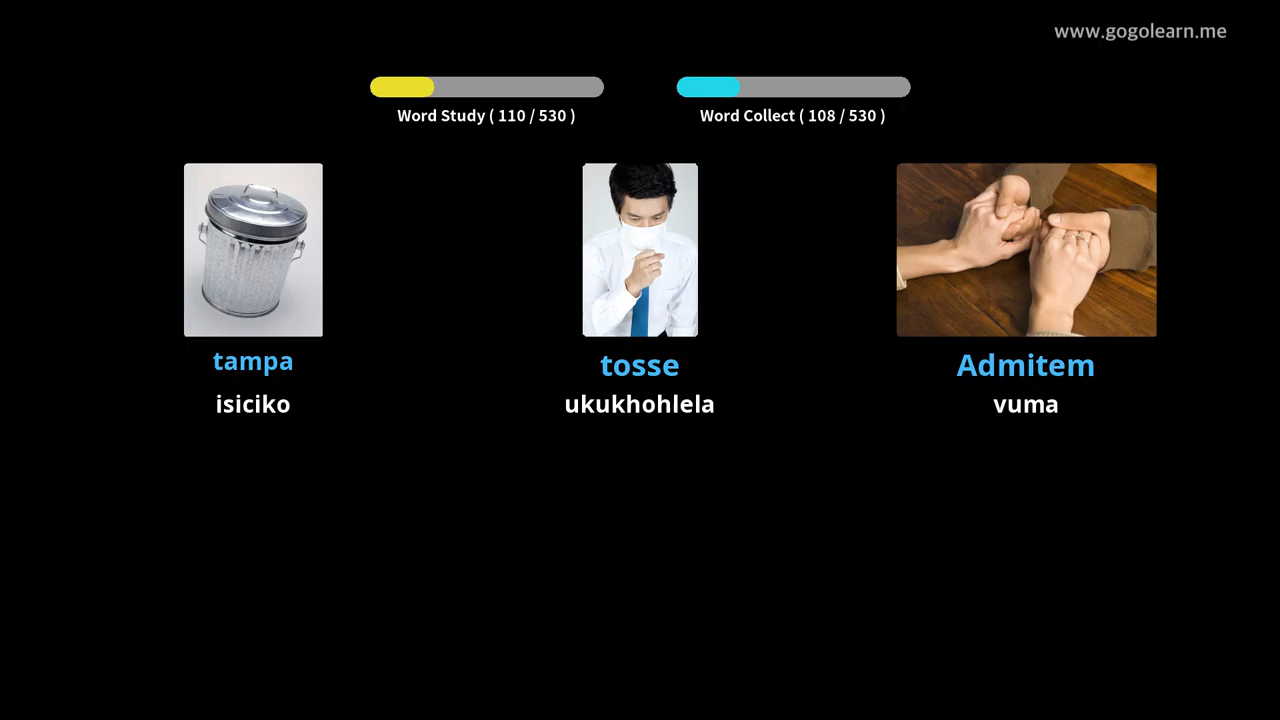 www.gogolearn.me
Word Study ( 110 / 530 )
Word Collect ( 108 / 530 )
tampa
isiciko
tosse
ukukhohlela
Admitem
vuma